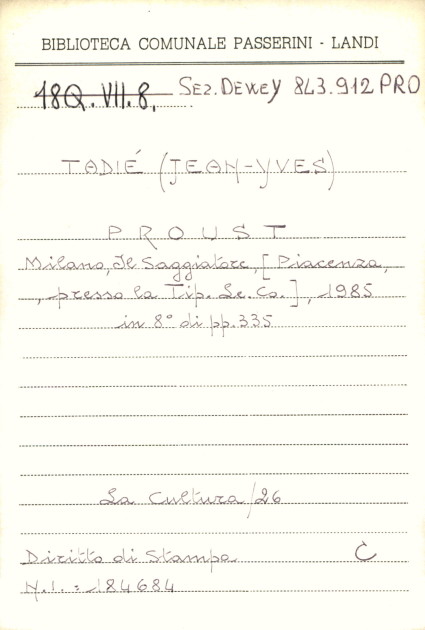 BIBLIOTECA COMUNALE PASSERINI - LANDI
18Q.VII.8. Sez. Dewey 843.912 PRO
TADIÉ (JEAN-YVES)
PROUST
Milano, Il Saggiatore, [Piacenza,
, presso la Tip. Le. Co.], 1985
in 8° di pp. 335
La Cultura/26
Diritto di Stampa C
N.I. : 184684